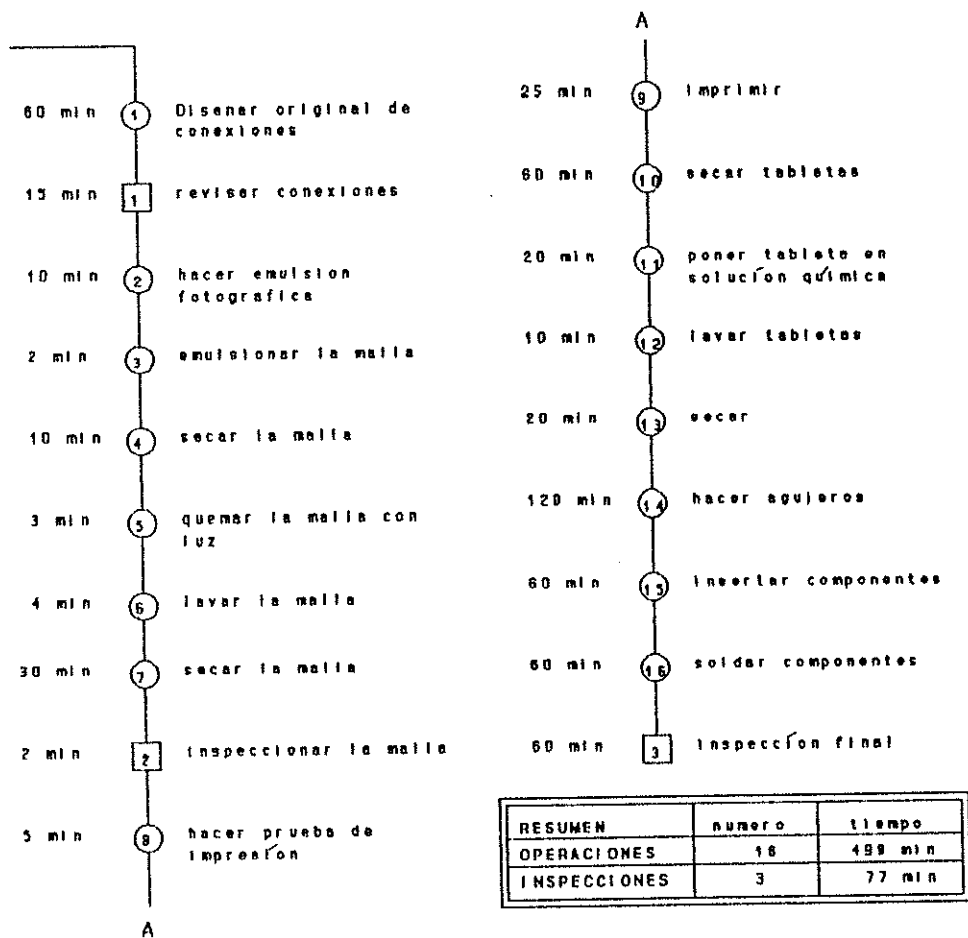 60 min 1 Disenar original de
conexiones
15 min 1 revisar conexiones
10 min 2 hacer emulsion
fotografica
2 min 3 emulsionar la malla
10 min 4 secar la malla
3 min 5 quemar la malla con
luz
4 min 6 lavar la malla
30 min 7 secar la malla
2 min 2 inspeccionar la malla
5 min 8 hacer prueba de
impresión
A
A
25 min 9 imprimir
60 min 10 secar tabletas
20 min 11 poner tableta en
solución química
10 min 12 lavar tabletas
20 min 13 secar
120 min 14 hacer agujeros
60 min 15 insertar componentes
60 min 16 soldar componentes
60 min 3 inspección final
RESUMEN numero tiempo
OPERACIONES 16 499 min
INSPECCIONES 3 77 min